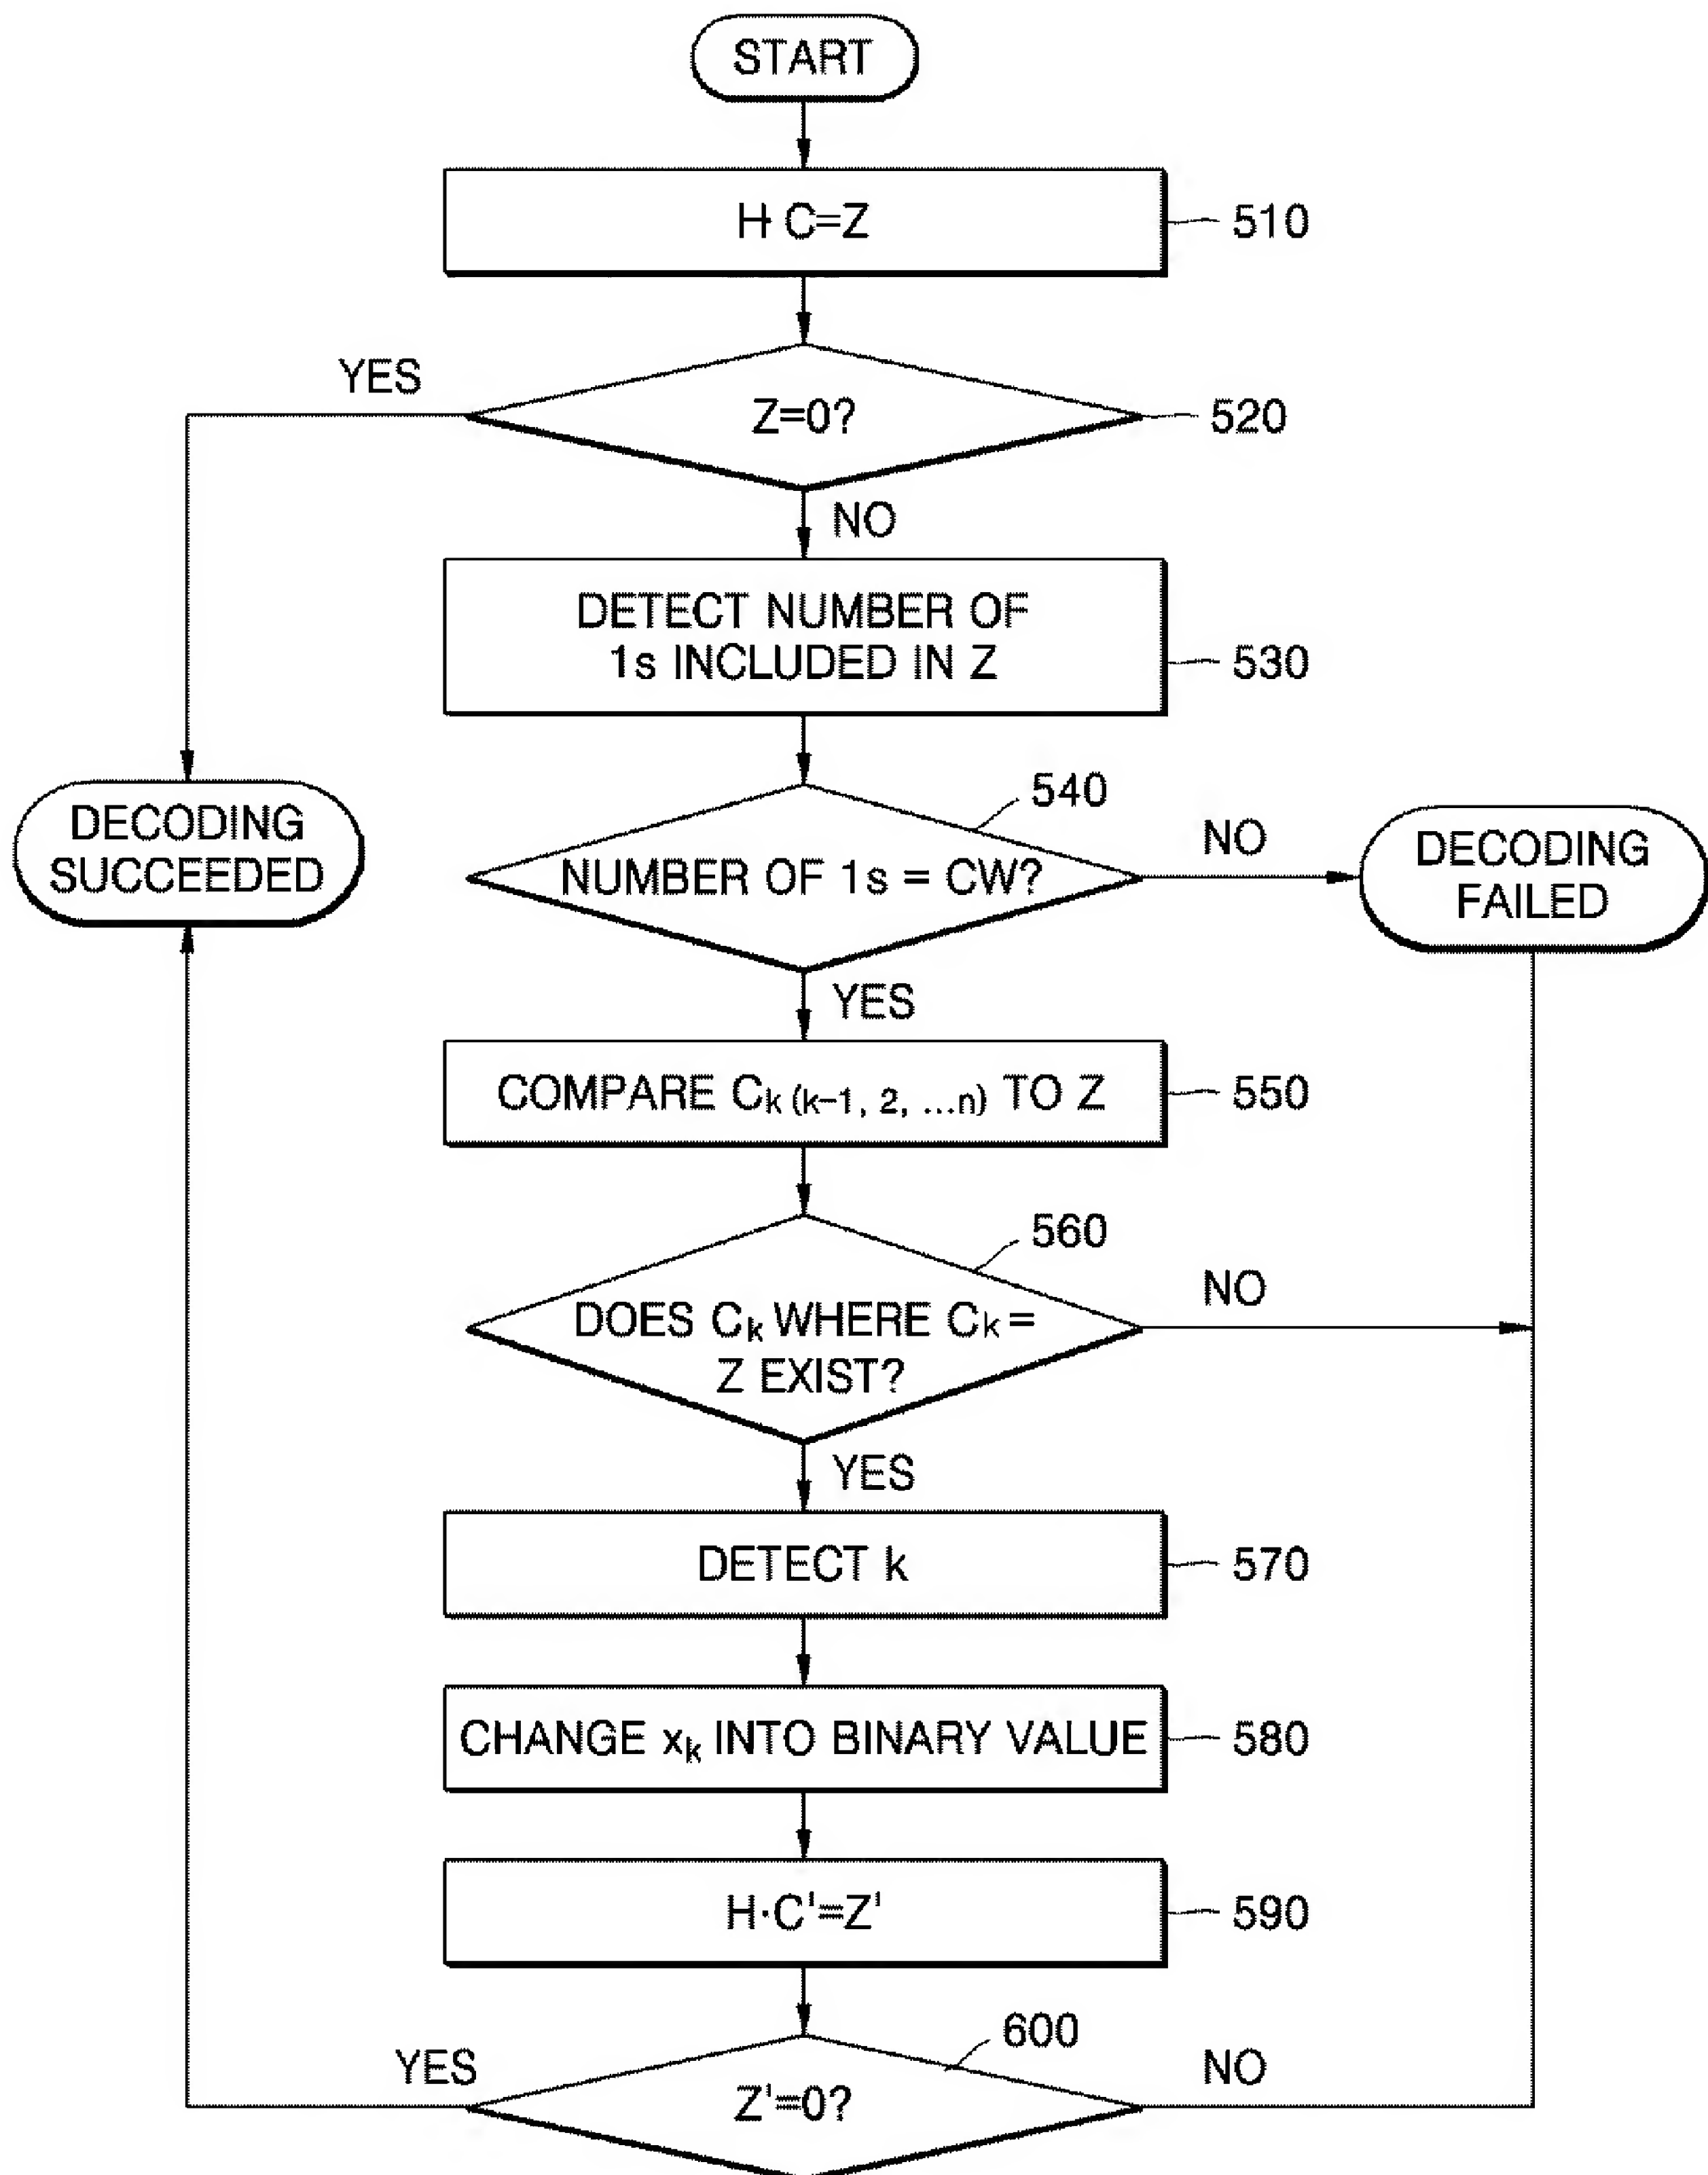 START
H· C=Z
510
YES
Z=0?
520
NO
DETECT NUMBER OF
1s INCLUDED IN Z
530
540
DECODING
SUCCEEDED
NUMBER OF 1s = CW?
NO
DECODING
FAILED
YES
COMPARE Ck (k–1, 2, ...n) TO Z
550
560
DOES Ck WHERE Ck =
Z EXIST?
NO
YES
DETECT k
570
CHANGE xk INTO BINARY VALUE
580
H·C'=Z'
590
600
YES
Z'=0?
NO